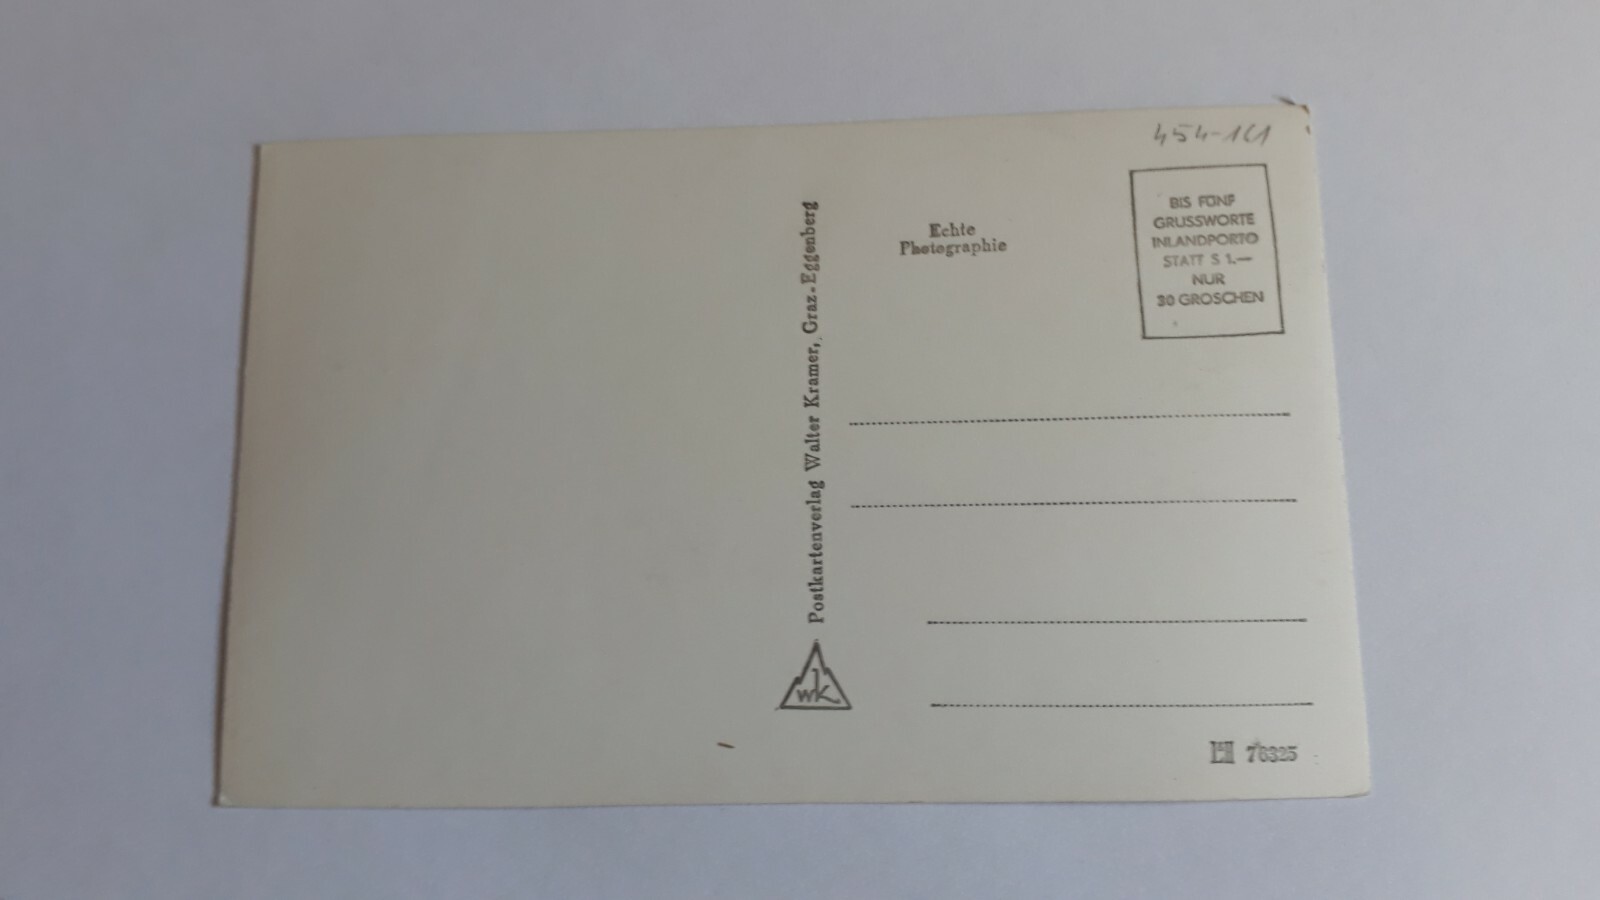 454-161
BIS FÜNF
GRUSSWORTE
INLANDPORTO
STATT S 1.—
NUR
30 GROSCHEN
Echte
Photographie
Postkartenverlag Walter Kramer, Graz-Eggenberg
WK
76325